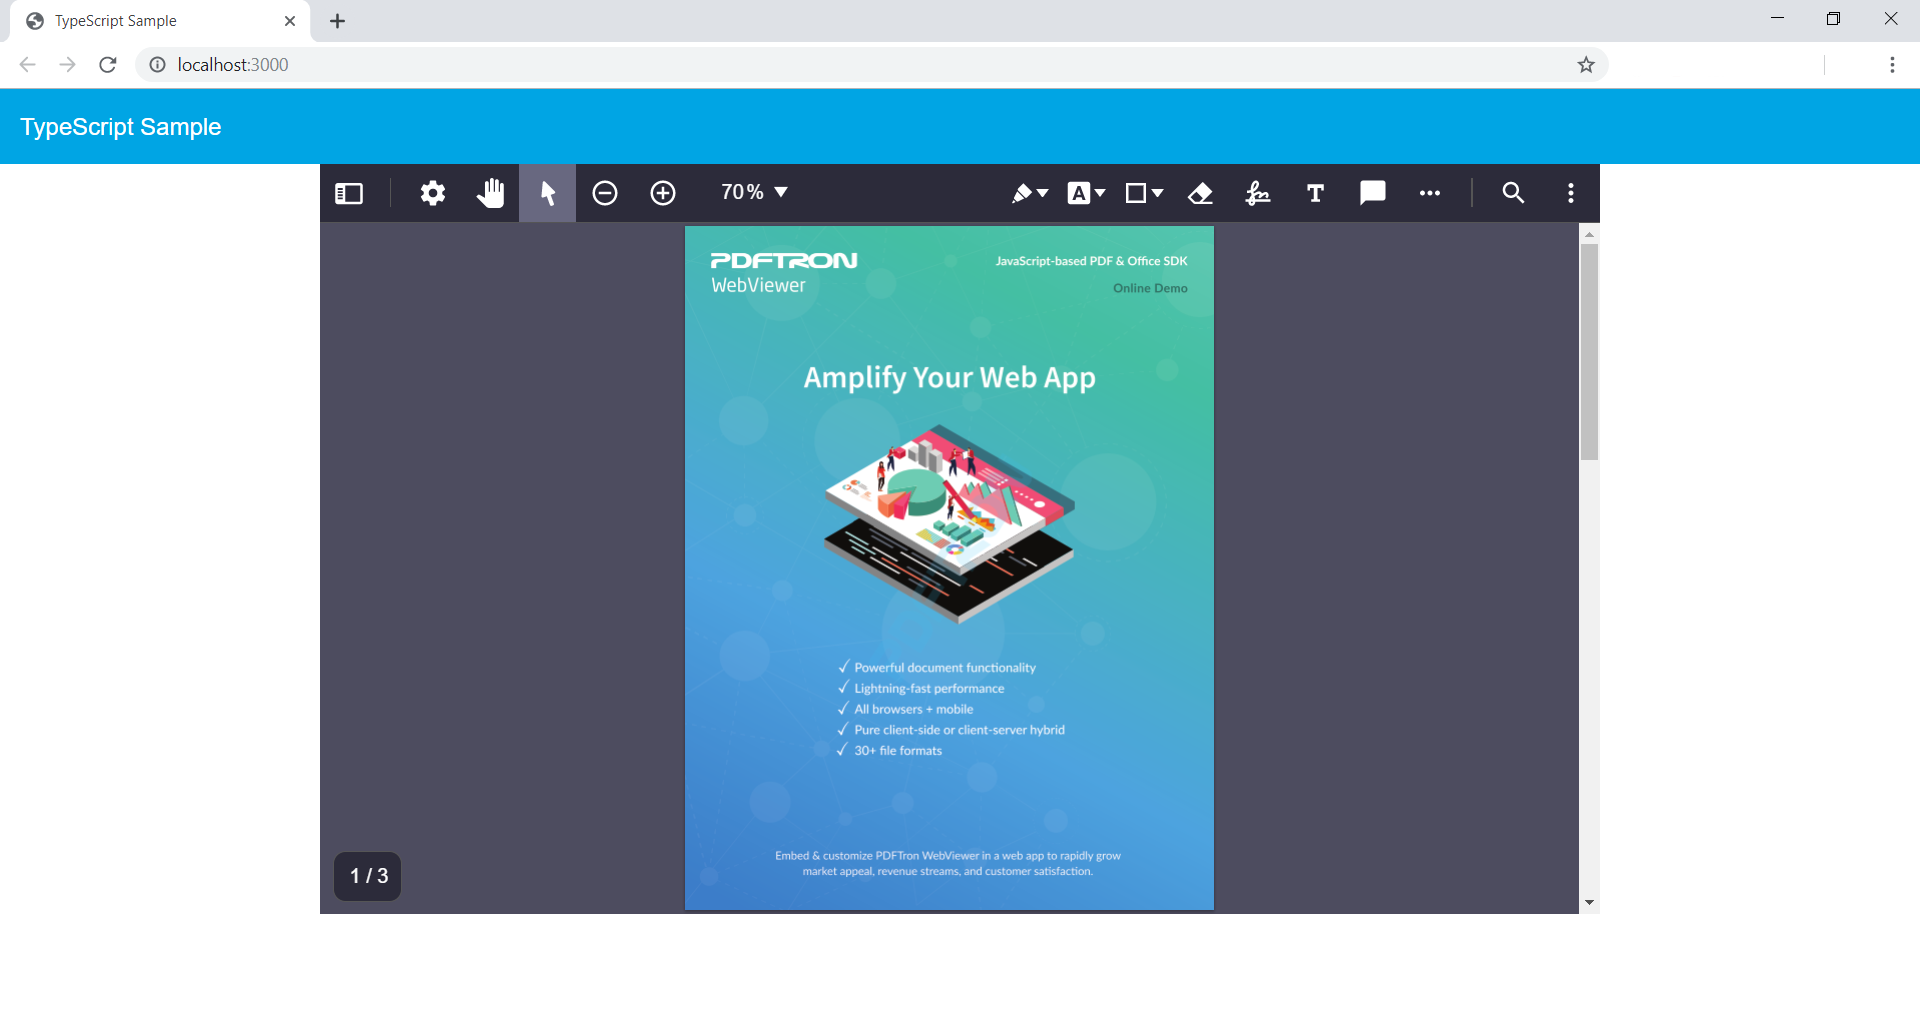 TypeScript Sample
localhost:3000
TypeScript Sample
70%
A
T
PDFTRON
WebViewer
JavaScript-based PDF & Office SDK
Online Demo
Amplify Your Web App
✓ Powerful document functionality
✓ Lightning-fast performance
✓ All browsers + mobile
✓ Pure client-side or client-server hybrid
✓ 30+ file formats
Embed & customize PDFTron WebViewer in a web app to rapidly grow
market appeal, revenue streams, and customer satisfaction.
1 / 3